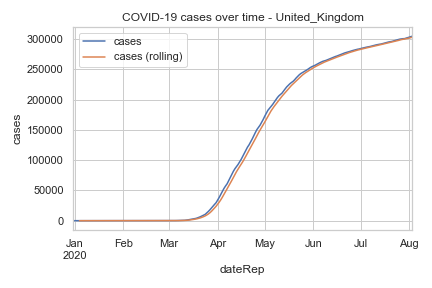 COVID-19 cases over time - United_Kingdom
cases
cases (rolling)
300000
250000
200000
150000
100000
50000
0
cases
Jan Feb Mar Apr May Jun Jul Aug
2020
dateRep